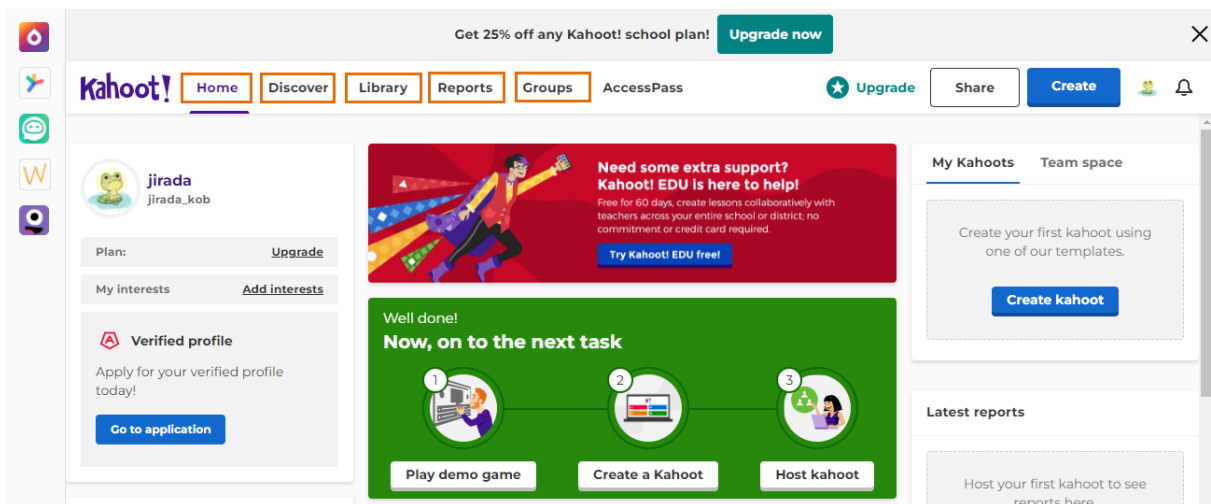 Get 25% off any Kahoot! school plan! Upgrade now
Kahoot! Home Discover Library Reports Groups AccessPass Upgrade Share Create
jirada
jirada_kob
Plan: Upgrade
My interests Add interests
Verified profile
Apply for your verified profile
today!
Go to application
Need some extra support?
Kahoot! EDU is here to help!
Free for 60 days, create lessons collaboratively with
teachers across your entire school or district; no
commitment or credit card required.
Try Kahoot! EDU free!
Well done!
Now, on to the next task
1 2 3
Play demo game Create a Kahoot Host kahoot
My Kahoots Team space
Create your first kahoot using
one of our templates.
Create kahoot
Latest reports
Host your first kahoot to see
reports here